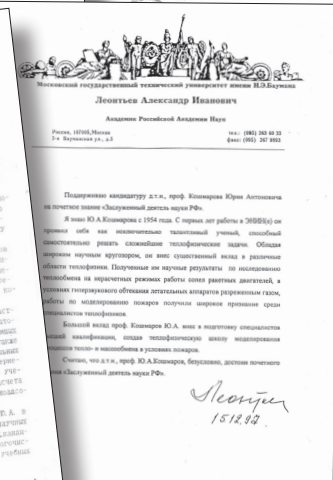 Московский государственный технический университет имени Н.Э.Баумана
Леонтьев Александр Иванович
Академик Российской Академии Наук
Россия, 107005, Москва
2-я Бауманская ул., д.5
тел.: (095) 263 60 23
факс: (095) 267 9893
Поддерживаю кандидатуру д.т.н., проф. Кошмарова Юрия Антоновича
на почетное звание «Заслуженный деятель науки РФ».
Я знаю Ю.А.Кошмарова с 1954 года. С первых лет работы в он
проявил себя как исключительно талантливый ученый, способный
самостоятельно решать сложнейшие теплофизические задачи. Обладая
широким научным кругозором, он внес существенный вклад в различные
области теплофизики. Полученные им научные результаты по исследованию
теплообмена на нерасчетных режимах работы сопел ракетных двигателей, в
условиях гиперзвукового обтекания летательных аппаратов разреженным газом,
работы по моделированию пожаров получили широкое признание среди
специалистов теплофизиков.
Большой вклад проф. Кошмаров Ю.А. внес в подготовку специалистов
высшей квалификации, создав теплофизическую школу моделирования
тепло- и массообмена в условиях пожаров.
Считаю, что д.т.н., проф. Ю.А.Кошмаров, безусловно, достоин почетного
звания «Заслуженный деятель науки РФ».
15.12.97